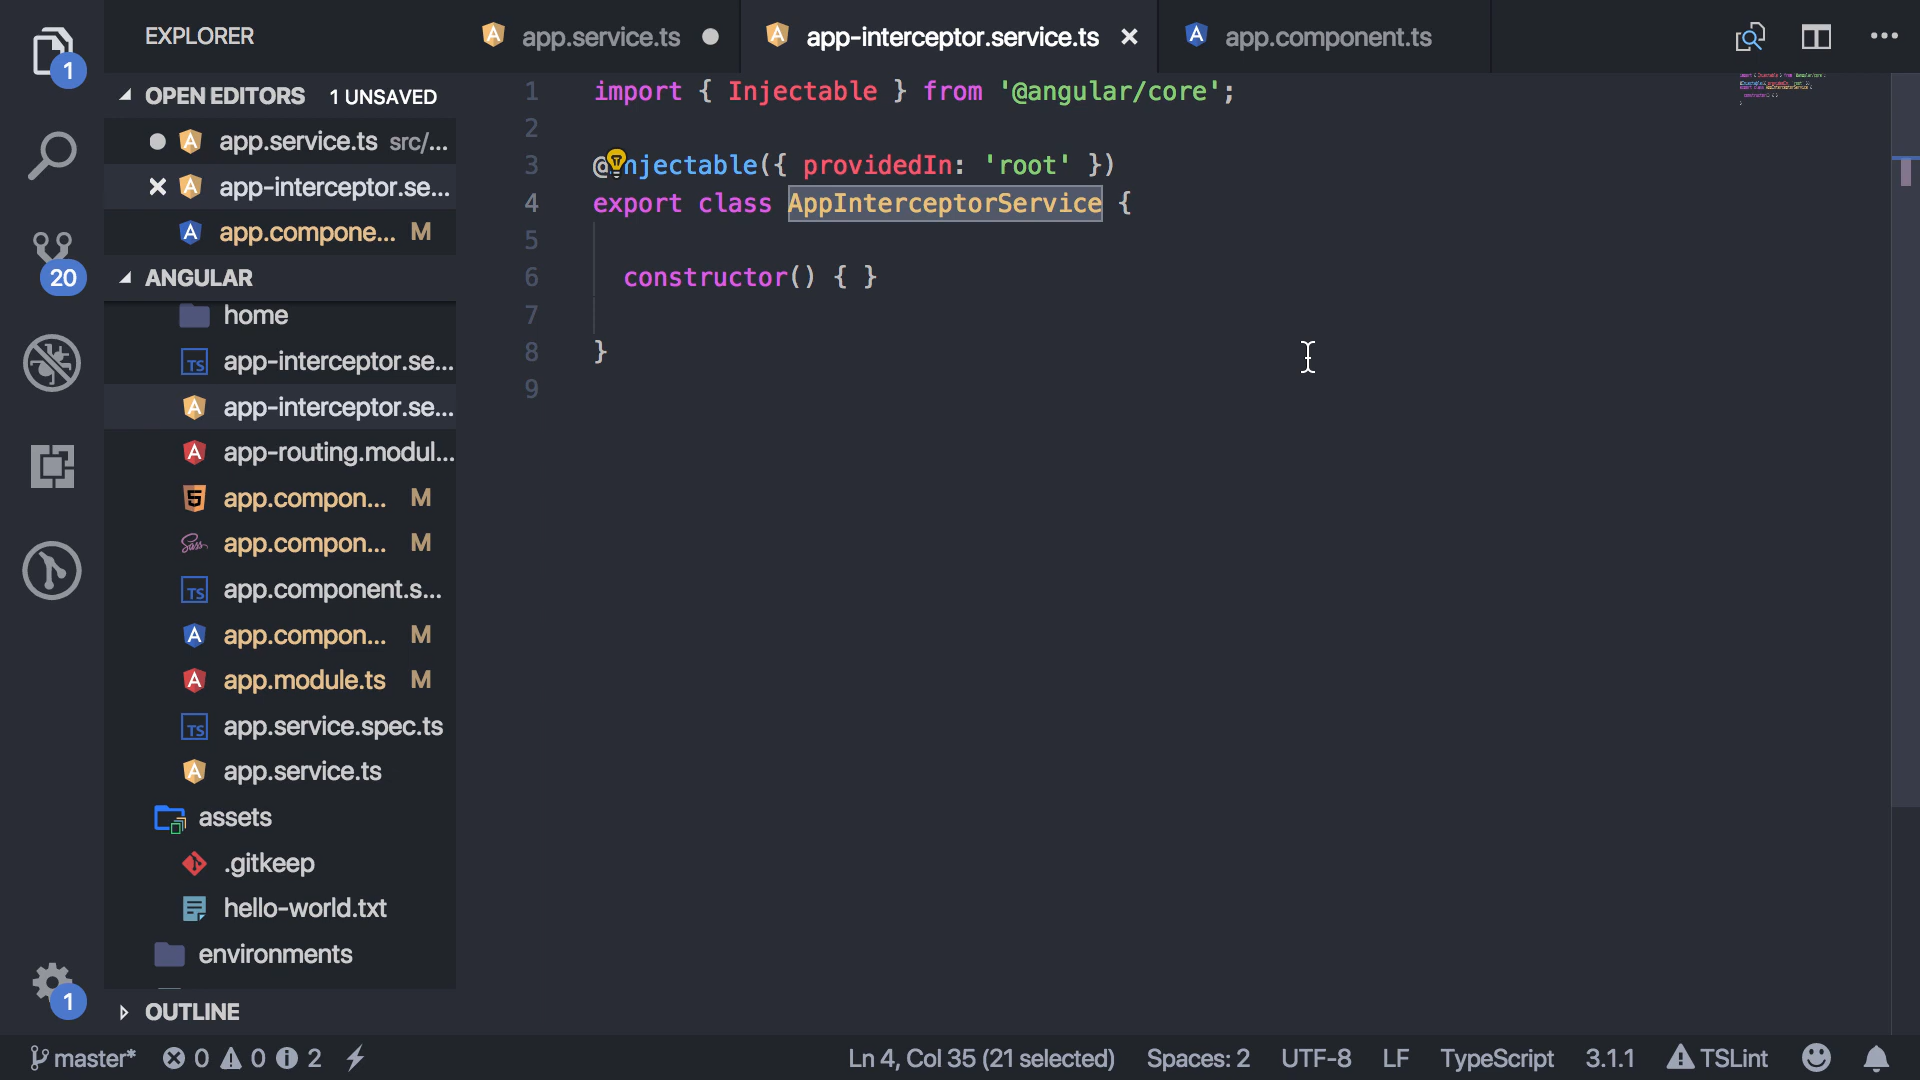 EXPLORER
app.service.ts
app-interceptor.service.ts
app.component.ts
OPEN EDITORS 1 UNSAVED
app.service.ts src/...
app-interceptor.se...
app.compone... M
ANGULAR
home
app-interceptor.se...
app-interceptor.se...
app-routing.modul...
app.compon... M
app.compon... M
app.component.s...
app.compon... M
app.module.ts M
app.service.spec.ts
app.service.ts
assets
.gitkeep
hello-world.txt
environments
OUTLINE
1
20
1
1 import { Injectable } from '@angular/core';
2
3 @Injectable({ providedIn: 'root' })
4 export class AppInterceptorService {
5
6 constructor() { }
7
8 }
9
master* 0 0 2
Ln 4, Col 35 (21 selected) Spaces: 2 UTF-8 LF TypeScript 3.1.1 TSLint